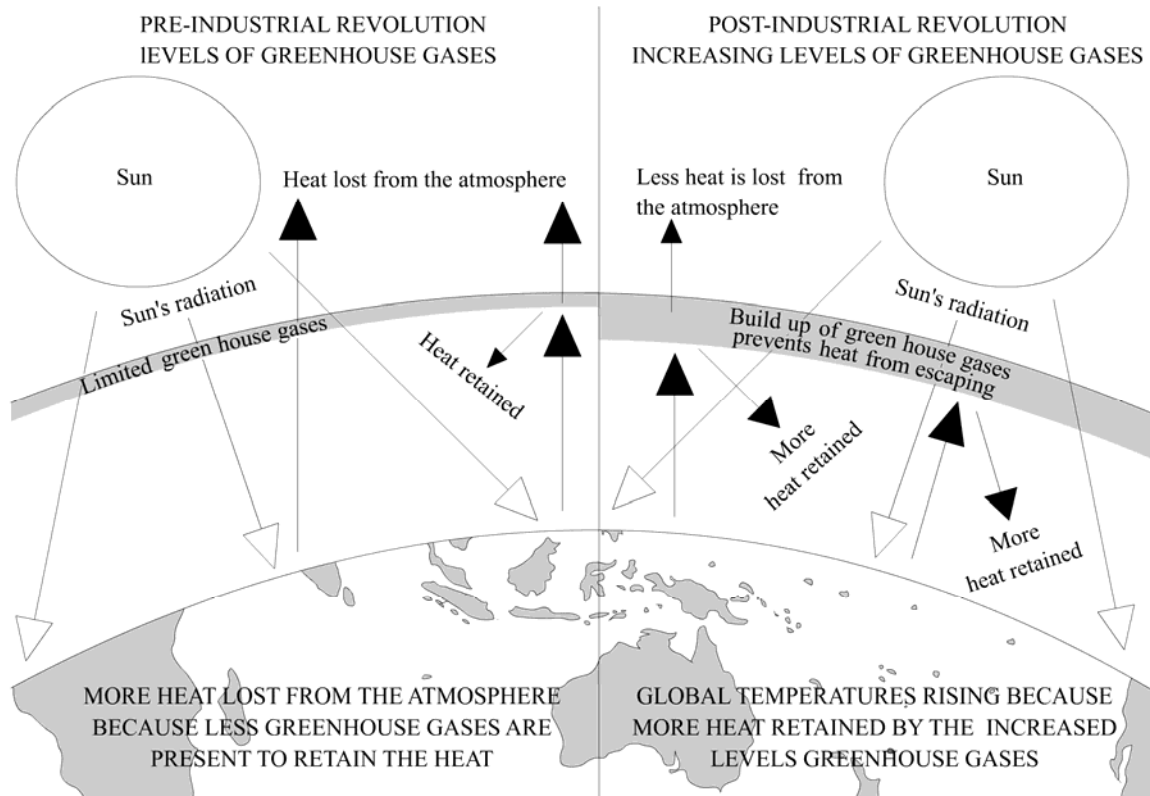 PRE-INDUSTRIAL REVOLUTION
lEVELS OF GREENHOUSE GASES
Sun
Heat lost from the atmosphere
Sun's radiation
Limited green house gases
Heat retained
MORE HEAT LOST FROM THE ATMOSPHERE
BECAUSE LESS GREENHOUSE GASES ARE
PRESENT TO RETAIN THE HEAT
POST-INDUSTRIAL REVOLUTION
INCREASING LEVELS OF GREENHOUSE GASES
Less heat is lost from
the atmosphere
Sun
Sun's radiation
Build up of green house gases
prevents heat from escaping
More
heat retained
More
heat retained
GLOBAL TEMPERATURES RISING BECAUSE
MORE HEAT RETAINED BY THE INCREASED
LEVELS GREENHOUSE GASES